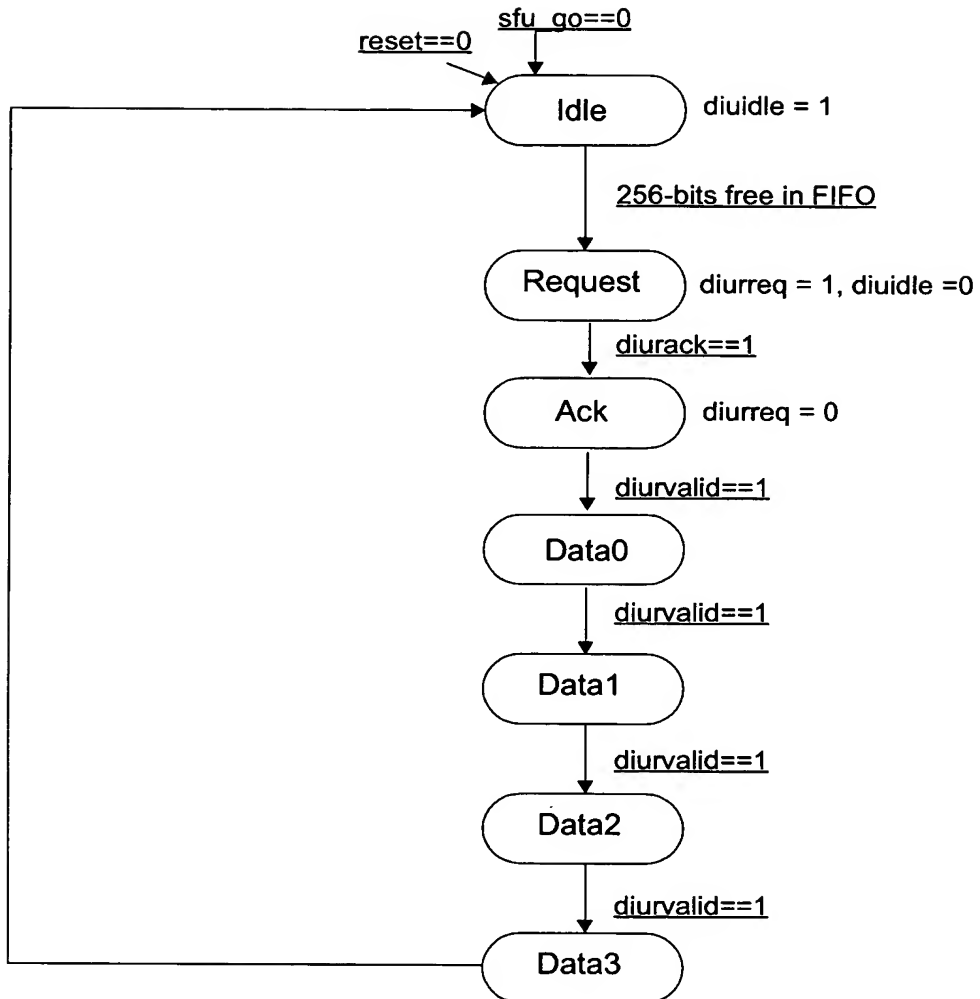 sfu_go==0
reset==0
Idle
diuidle = 1
256-bits free in FIFO
Request
diurreq = 1, diuidle =0
diurack==1
Ack
diurreq = 0
diurvalid==1
Data0
diurvalid==1
Data1
diurvalid==1
Data2
diurvalid==1
Data3